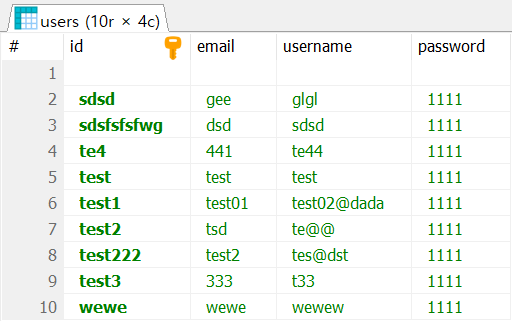 users (10r × 4c)
# id email username password
1
2 sdsd gee glgl 1111
3 sdsfsfsfwg dsd sdsd 1111
4 te4 441 te44 1111
5 test test test 1111
6 test1 test01 test02@dada 1111
7 test2 tsd te@@ 1111
8 test222 test2 tes@dst 1111
9 test3 333 t33 1111
10 wewe wewe wewew 1111